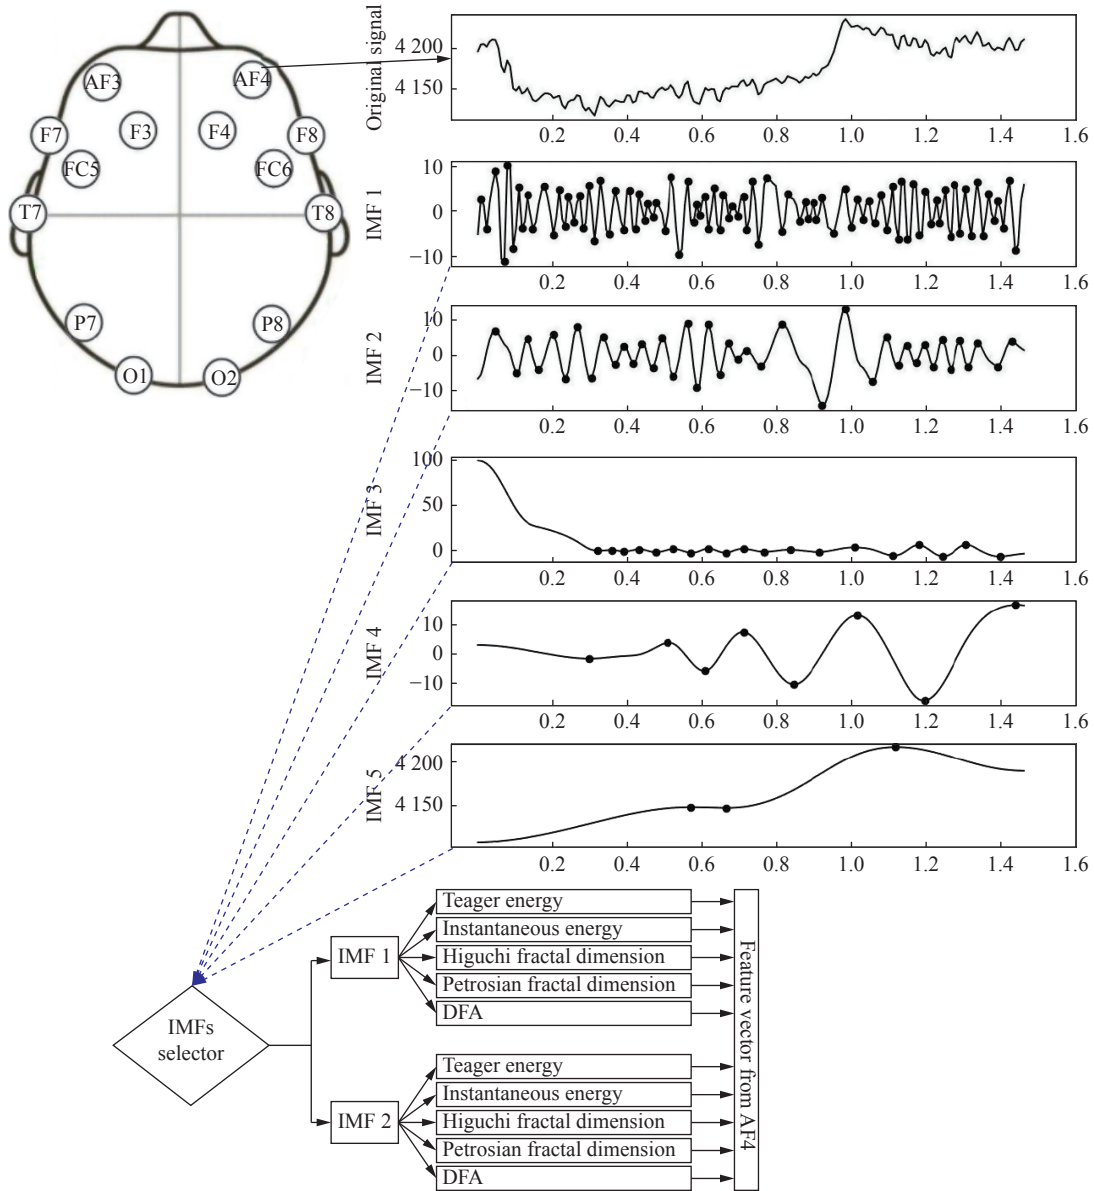 AF3
AF4
F7
F3
F4
F8
FC5
FC6
T7
T8
P7
P8
O1
O2
Original signal
4 200
4 150
0.2 0.4 0.6 0.8 1.0 1.2 1.4 1.6
IMF 1
10
0
−10
0.2 0.4 0.6 0.8 1.0 1.2 1.4 1.6
IMF 2
10
0
−10
0.2 0.4 0.6 0.8 1.0 1.2 1.4 1.6
IMF 3
100
50
0
0.2 0.4 0.6 0.8 1.0 1.2 1.4 1.6
IMF 4
10
0
−10
0.2 0.4 0.6 0.8 1.0 1.2 1.4 1.6
IMF 5
4 200
4 150
0.2 0.4 0.6 0.8 1.0 1.2 1.4 1.6
IMFs
selector
IMF 1
Teager energy
Instantaneous energy
Higuchi fractal dimension
Petrosian fractal dimension
DFA
IMF 2
Teager energy
Instantaneous energy
Higuchi fractal dimension
Petrosian fractal dimension
DFA
Feature vector from AF4